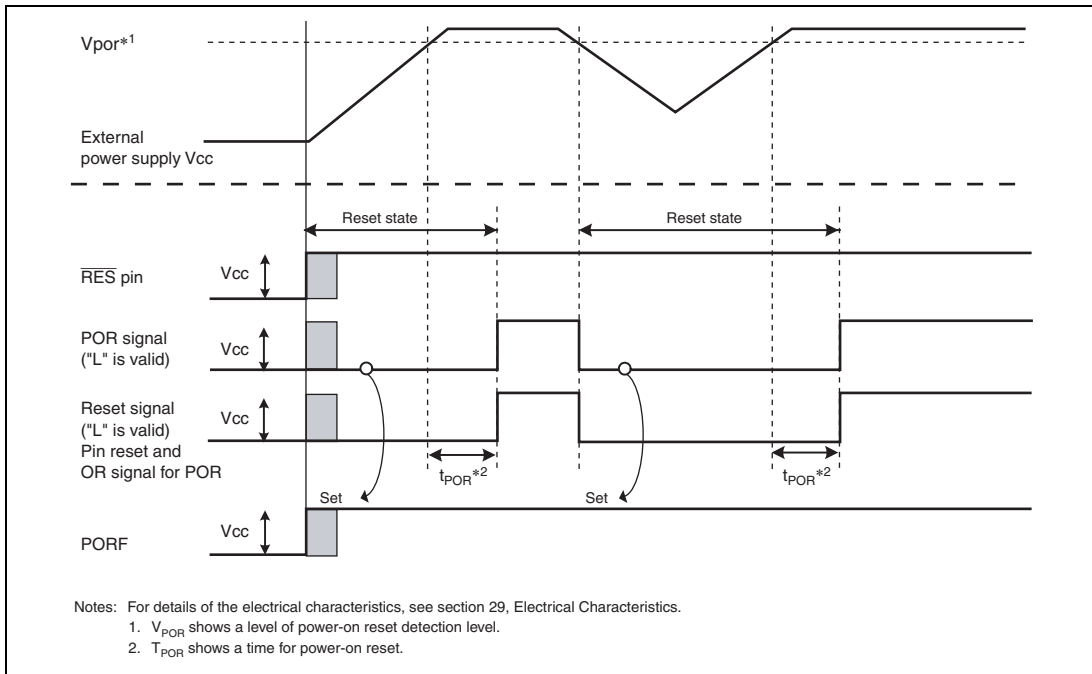 Vpor*1
External
power supply Vcc
Reset state
Reset state
RES pin
Vcc
POR signal
("L" is valid)
Vcc
Reset signal
("L" is valid)
Pin reset and
OR signal for POR
Vcc
tPOR*2
tPOR*2
Set
Set
PORF
Vcc
Notes: For details of the electrical characteristics, see section 29, Electrical Characteristics.
1. VPOR shows a level of power-on reset detection level.
2. TPOR shows a time for power-on reset.